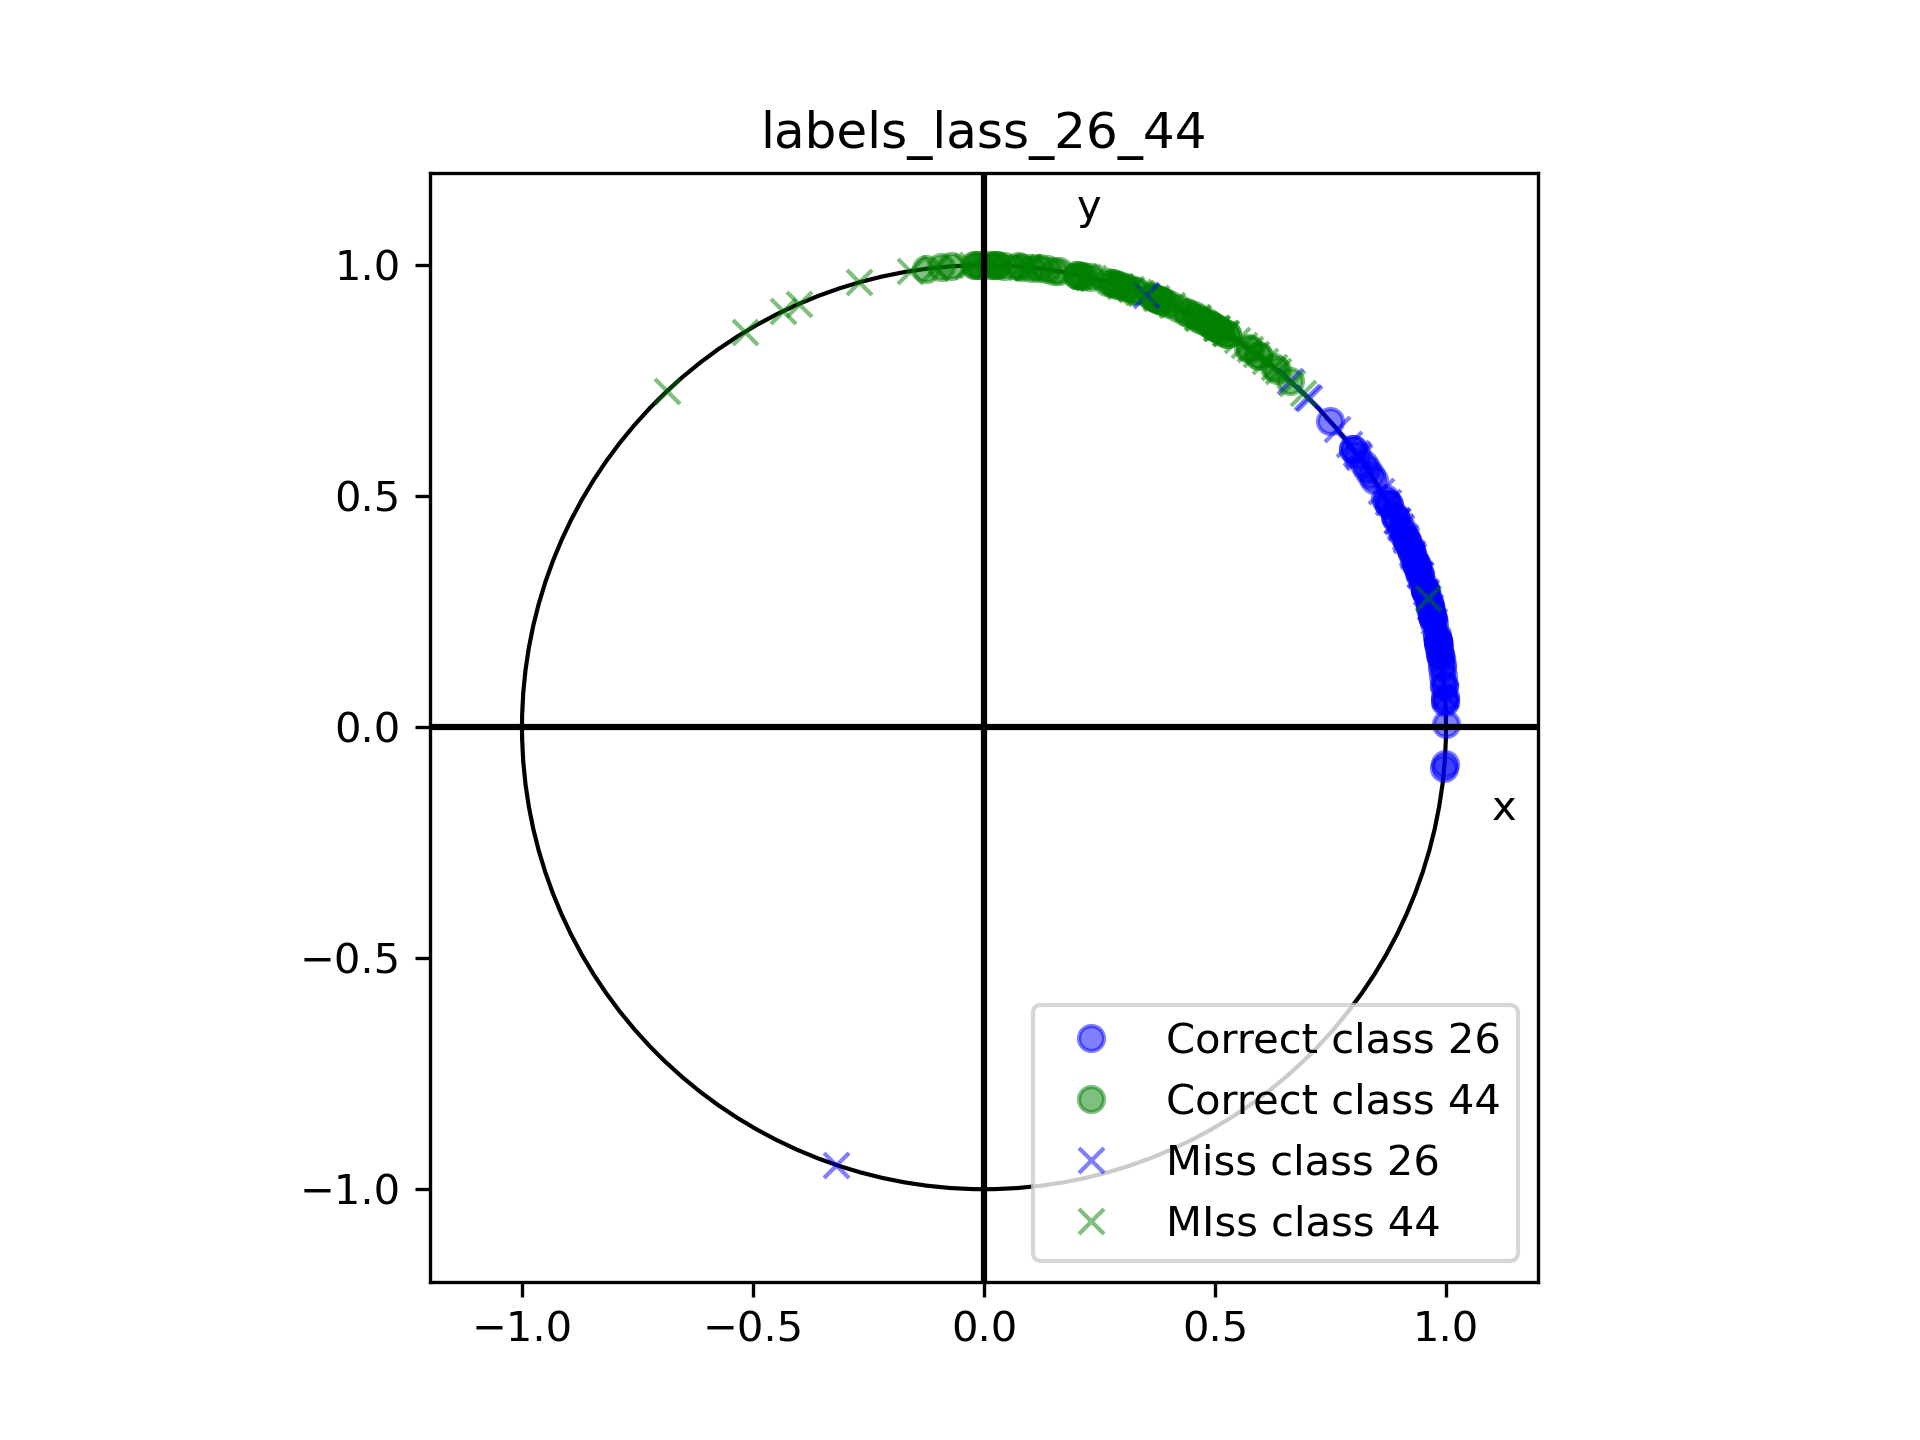 labels_lass_26_44
y
1.0
0.5
0.0
−0.5
−1.0
x
Correct class 26
Correct class 44
Miss class 26
MIss class 44
−1.0 −0.5 0.0 0.5 1.0